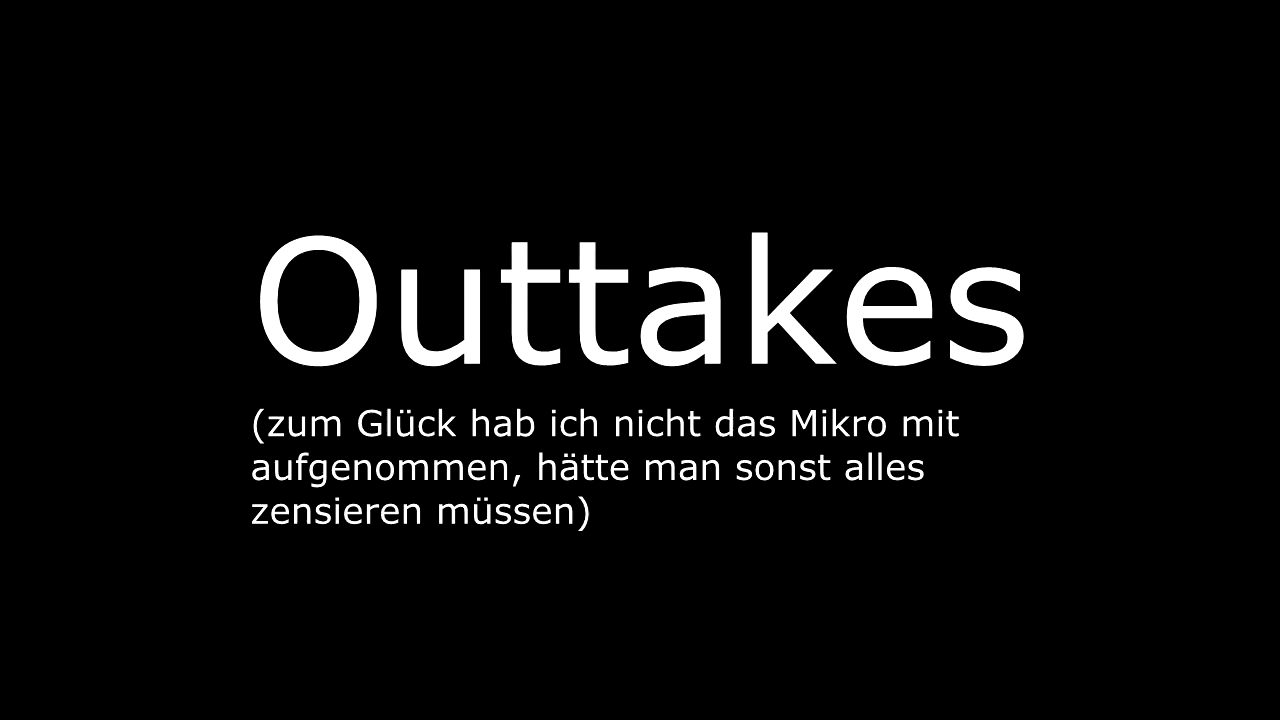 Outtakes
(zum Glück hab ich nicht das Mikro mit
aufgenommen, hätte man sonst alles
zensieren müssen)